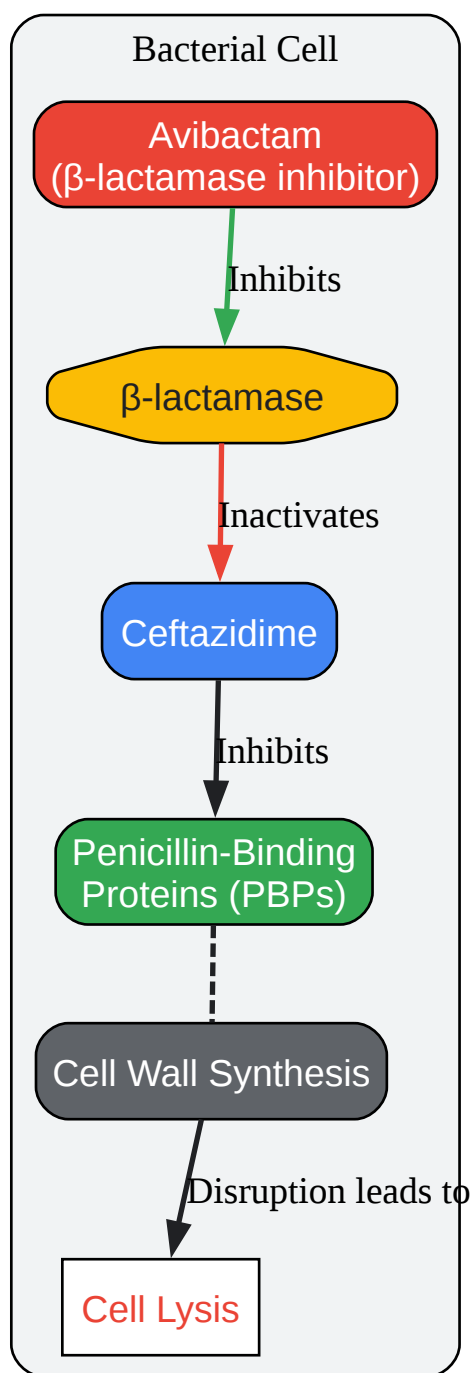 Bacterial Cell
Avibactam
(β-lactamase inhibitor)
Inhibits
β-lactamase
Inactivates
Ceftazidime
Inhibits
Penicillin-Binding
Proteins (PBPs)
Cell Wall Synthesis
Disruption leads to
Cell Lysis